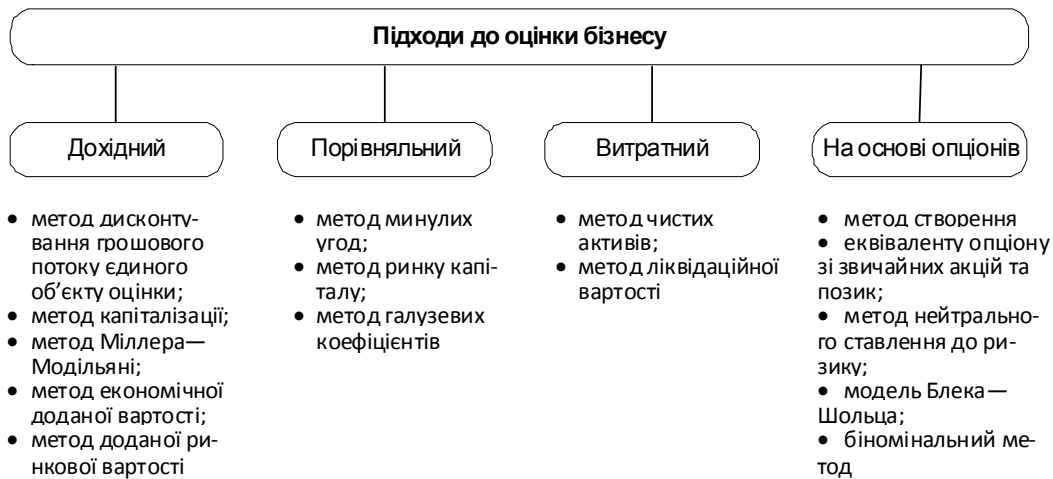 Підходи до оцінки бізнесу
Дохідний
Порівняльний
Витратний
На основі опціонів
• метод дисконту-
вання грошового
потоку єдиного
об’єкту оцінки;
• метод капіталізації;
• метод Міллера—
Модільяні;
• метод економічної
доданої вартості;
• метод доданої ри-
нкової вартості
• метод минулих
угод;
• метод ринку капі-
талу;
• метод галузевих
коефіцієнтів
• метод чистих
активів;
• метод ліквідаційної
вартості
• метод створення
• еквіваленту опціону
зі звичайних акцій та
позик;
• метод нейтрально-
го ставлення до ри-
зику;
• модель Блека—
Шольца;
• біномінальний ме-
тод